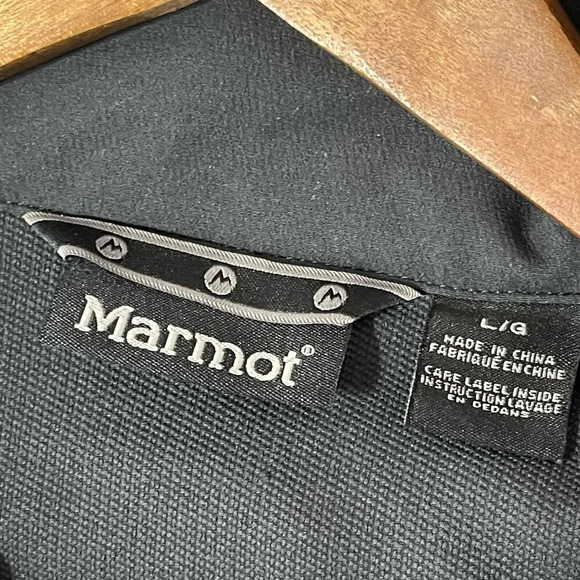 M M M
Marmot®
L/G
MADE IN CHINA
FABRIQUÉ EN CHINE
CARE LABEL INSIDE
INSTRUCTION LAVAGE
EN DEDANS